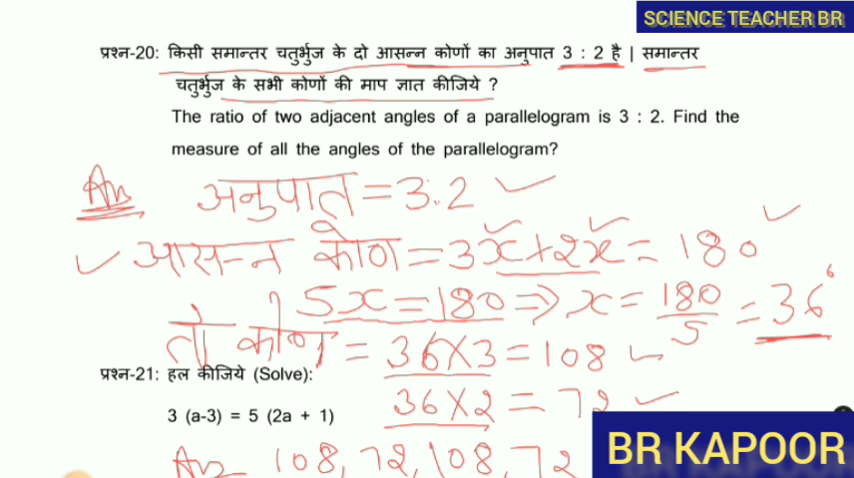 SCIENCE TEACHER BR
प्रश्न-20: किसी समान्तर चतुर्भुज के दो आसन्न कोणों का अनुपात 3 : 2 है | समान्तर
चतुर्भुज के सभी कोणों की माप ज्ञात कीजिये ?
The ratio of two adjacent angles of a parallelogram is 3 : 2. Find the
measure of all the angles of the parallelogram?
Ans अनुपात = 3:2
आसन्न कोण = 3x + 2x = 180
5x = 180 ⇒ x = 180/5 = 36°
तो कोण = 36×3 = 108
प्रश्न-21: हल कीजिये (Solve):
36×2 = 72
3 (a-3) = 5 (2a + 1)
BR KAPOOR
Ans 108, 72, 108, 72